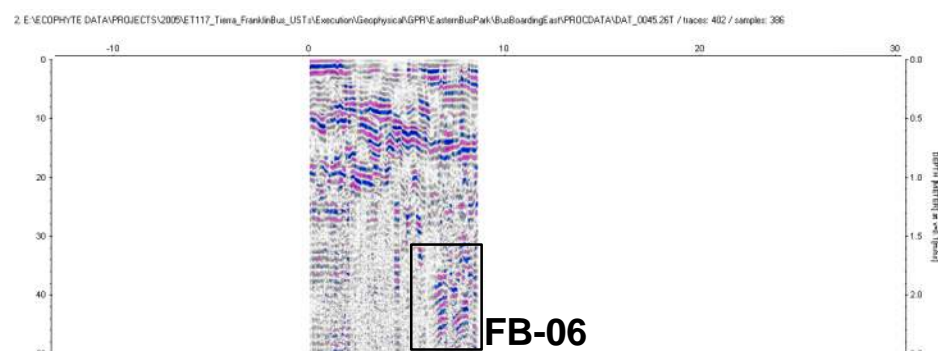 2, E:\ECOPHYTE DATA\PROJECTS\2005\ET117_Tierra_FranklinBus_USTs\Execution\Geophysical\GPR\EasternBusPark\BusBoardingEast\PROCDATA\DAT_0045.26T / traces: 402 / samples: 386
-10 0 10 20 30
0 0.0
10 0.5
20 1.0
30 1.5
40 2.0
FB-06